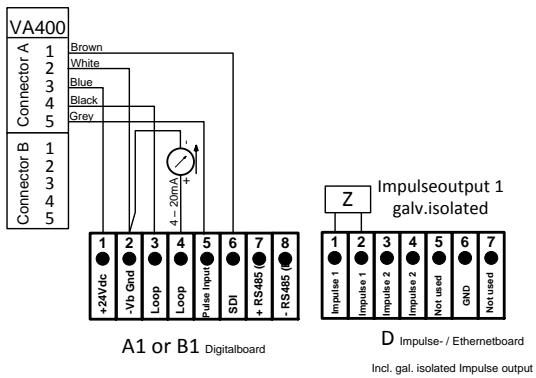 VA400
Connector A
1
2
3
4
5
Brown
White
Blue
Black
Grey
Connector B
1
2
3
4
5
4 – 20mA
+
-
1
2
3
4
5
6
7
8
+24Vdc
-Vb Gnd
Loop
Loop
Pulse Input
SDI
+ RS485 (
- RS485 (
A1 or B1 Digitalboard
Z
Impulseoutput 1
galv.isolated
1
2
3
4
5
6
7
Impulse 1
Impulse 1
Impulse 2
Impulse 2
Not used
GND
Not used
D Impulse- / Ethernetboard
Incl. gal. isolated Impulse output